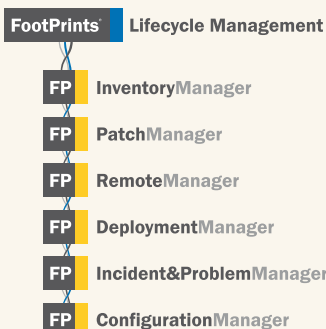 FootPrints® Lifecycle Management
FP InventoryManager
FP PatchManager
FP RemoteManager
FP DeploymentManager
FP Incident&ProblemManager
FP ConfigurationManager